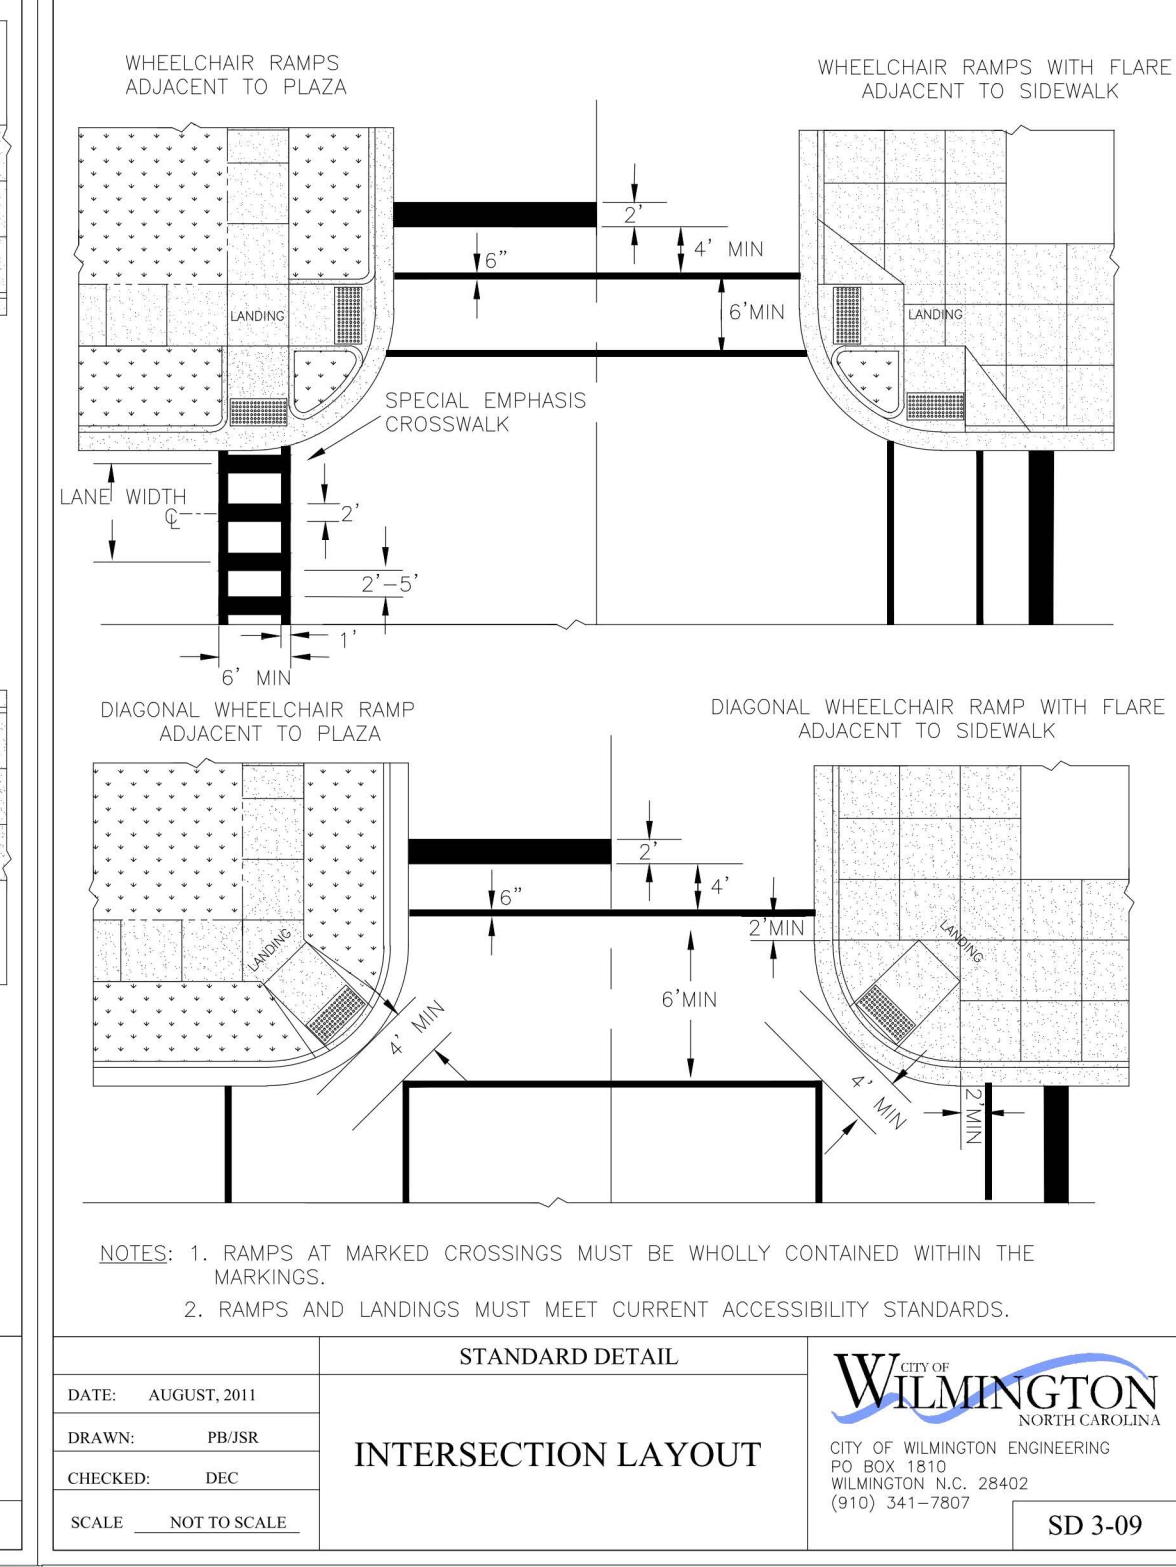 WHEELCHAIR RAMPS
ADJACENT TO PLAZA
WHEELCHAIR RAMPS WITH FLARE
ADJACENT TO SIDEWALK
2'
4' MIN
6"
6'MIN
LANDING
LANDING
SPECIAL EMPHASIS
CROSSWALK
LANE WIDTH
CL
2'
2'-5'
1'
6' MIN
DIAGONAL WHEELCHAIR RAMP
ADJACENT TO PLAZA
DIAGONAL WHEELCHAIR RAMP WITH FLARE
ADJACENT TO SIDEWALK
2'
4'
6"
2'MIN
LANDING
LANDING
6'MIN
4' MIN
4' MIN
2'MIN
NOTES: 1. RAMPS AT MARKED CROSSINGS MUST BE WHOLLY CONTAINED WITHIN THE
MARKINGS.
2. RAMPS AND LANDINGS MUST MEET CURRENT ACCESSIBILITY STANDARDS.
DATE: AUGUST, 2011
DRAWN: PB/JSR
CHECKED: DEC
SCALE NOT TO SCALE
STANDARD DETAIL
INTERSECTION LAYOUT
CITY OF
WILMINGTON
NORTH CAROLINA
CITY OF WILMINGTON ENGINEERING
PO BOX 1810
WILMINGTON N.C. 28402
(910) 341-7807
SD 3-09